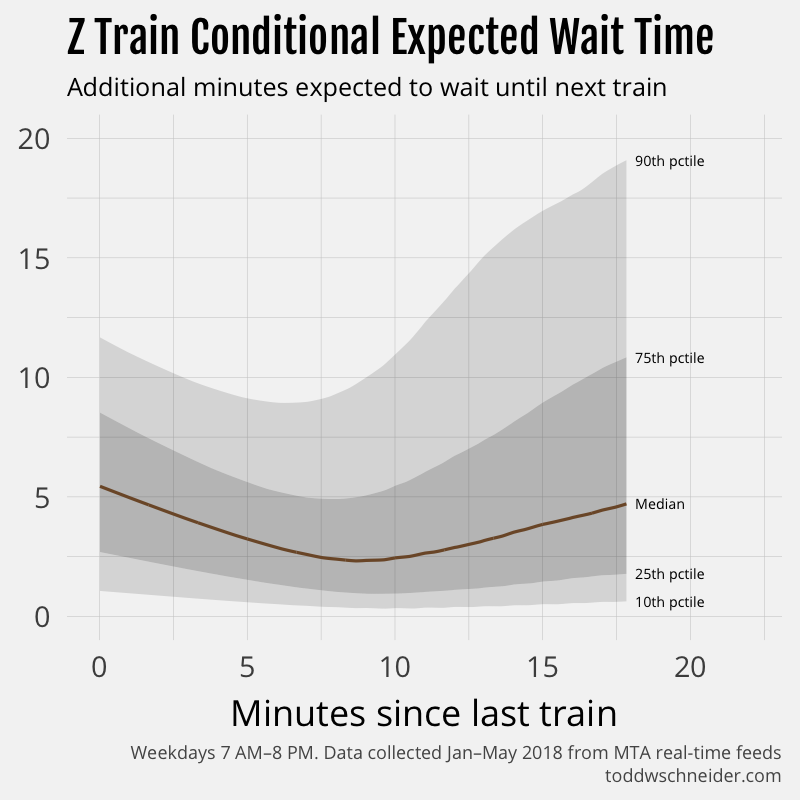 Z Train Conditional Expected Wait Time
Additional minutes expected to wait until next train
20
15
10
5
0
90th pctile
75th pctile
Median
25th pctile
10th pctile
0 5 10 15 20
Minutes since last train
Weekdays 7 AM–8 PM. Data collected Jan–May 2018 from MTA real-time feeds
toddwschneider.com